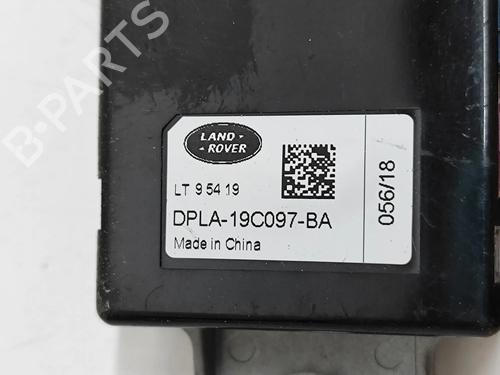 B-PARTS
LAND-
-ROVER
LT 9 54 19
DPLA-19C097-BA
Made in China
056/18